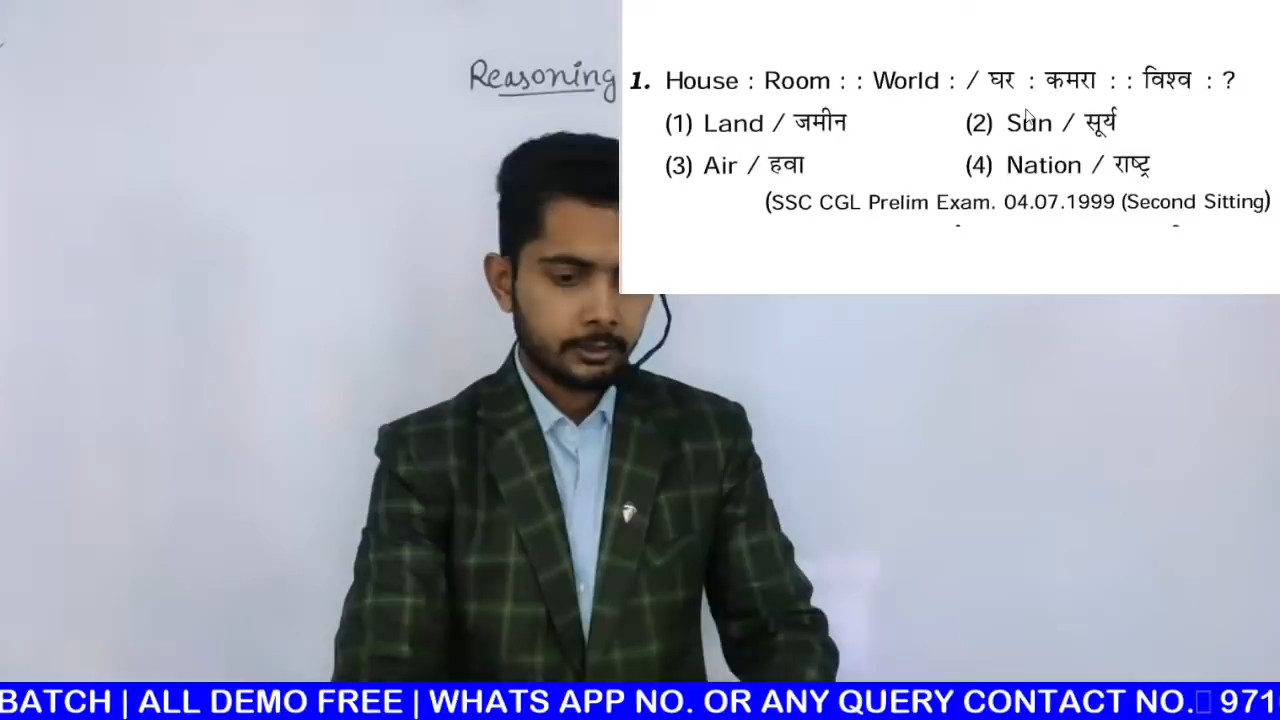 Reasoning
1. House : Room : : World : / घर : कमरा : : विश्व : ?
(1) Land / जमीन (2) Sun / सूर्य
(3) Air / हवा (4) Nation / राष्ट्र
(SSC CGL Prelim Exam. 04.07.1999 (Second Sitting)
BATCH | ALL DEMO FREE | WHATS APP NO. OR ANY QUERY CONTACT NO. 971